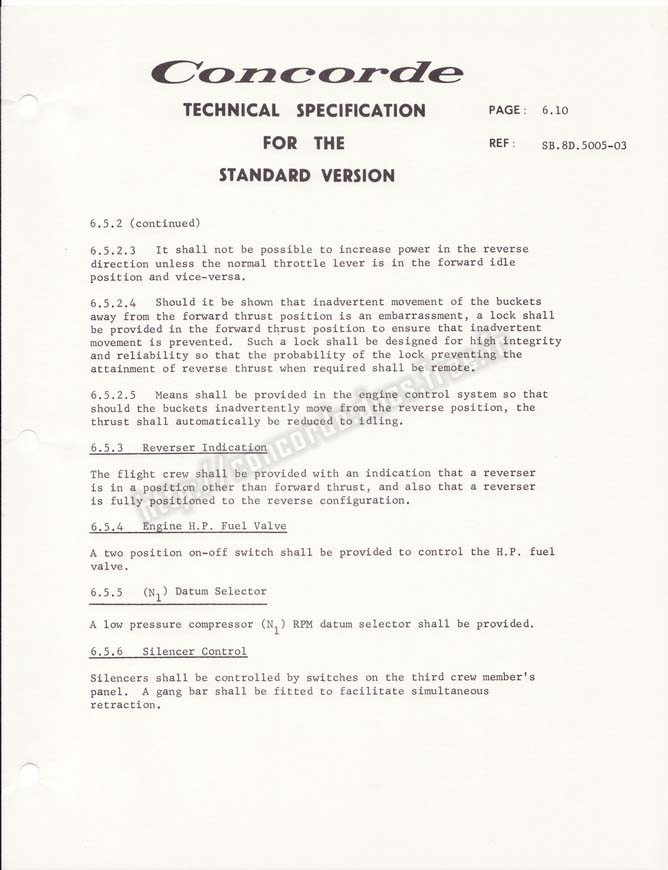 Concorde
TECHNICAL SPECIFICATION
FOR THE
STANDARD VERSION
PAGE: 6.10
REF: SB.8D.5005-03
6.5.2 (continued)
6.5.2.3 It shall not be possible to increase power in the reverse
direction unless the normal throttle lever is in the forward idle
position and vice-versa.
6.5.2.4 Should it be shown that inadvertent movement of the buckets
away from the forward thrust position is an embarrassment, a lock shall
be provided in the forward thrust position to ensure that inadvertent
movement is prevented. Such a lock shall be designed for high integrity
and reliability so that the probability of the lock preventing the
attainment of reverse thrust when required shall be remote.
6.5.2.5 Means shall be provided in the engine control system so that
should the buckets inadvertently move from the reverse position, the
thrust shall automatically be reduced to idling.
6.5.3 Reverser Indication
The flight crew shall be provided with an indication that a reverser
is in a position other than forward thrust, and also that a reverser
is fully positioned to the reverse configuration.
6.5.4 Engine H.P. Fuel Valve
A two position on-off switch shall be provided to control the H.P. fuel
valve.
6.5.5 (N1) Datum Selector
A low pressure compressor (N1) RPM datum selector shall be provided.
6.5.6 Silencer Control
Silencers shall be controlled by switches on the third crew member's
panel. A gang bar shall be fitted to facilitate simultaneous
retraction.